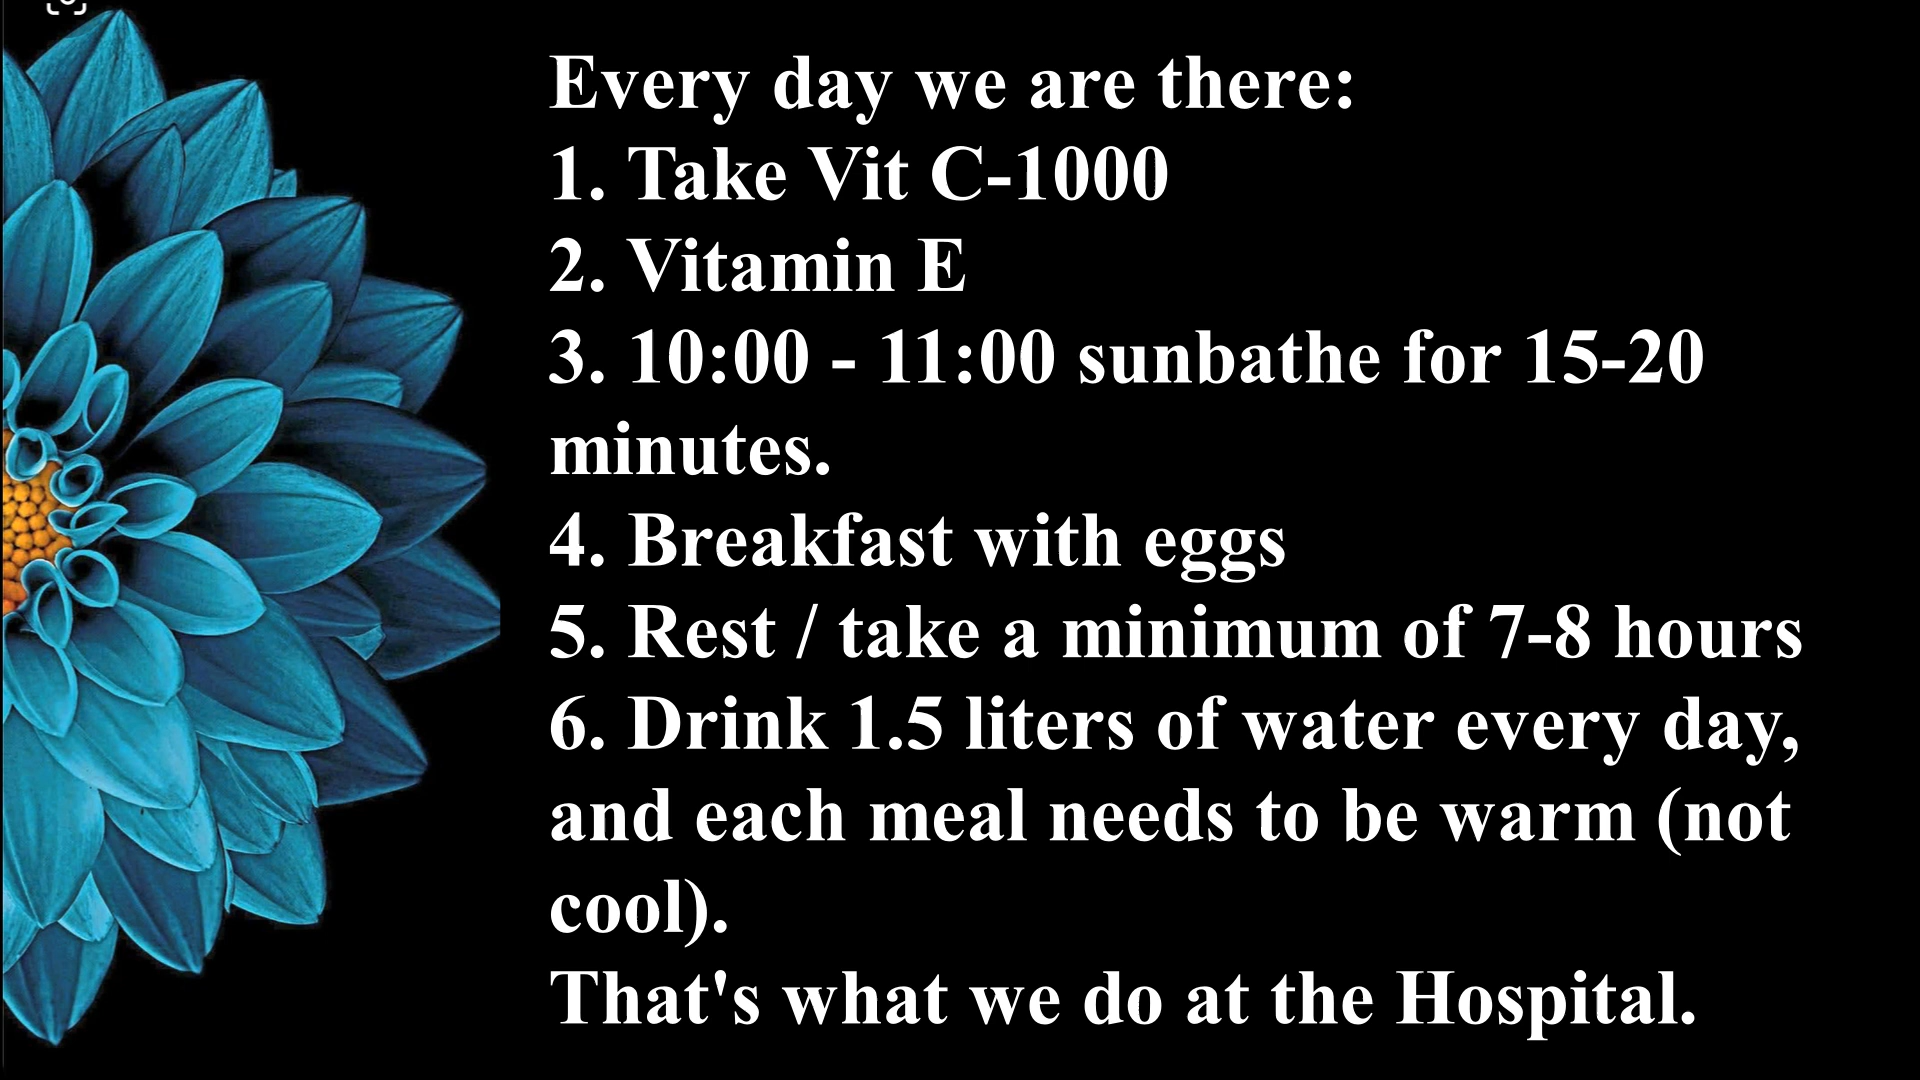 Every day we are there:
1. Take Vit C-1000
2. Vitamin E
3. 10:00 - 11:00 sunbathe for 15-20
minutes.
4. Breakfast with eggs
5. Rest / take a minimum of 7-8 hours
6. Drink 1.5 liters of water every day,
and each meal needs to be warm (not
cool).
That's what we do at the Hospital.